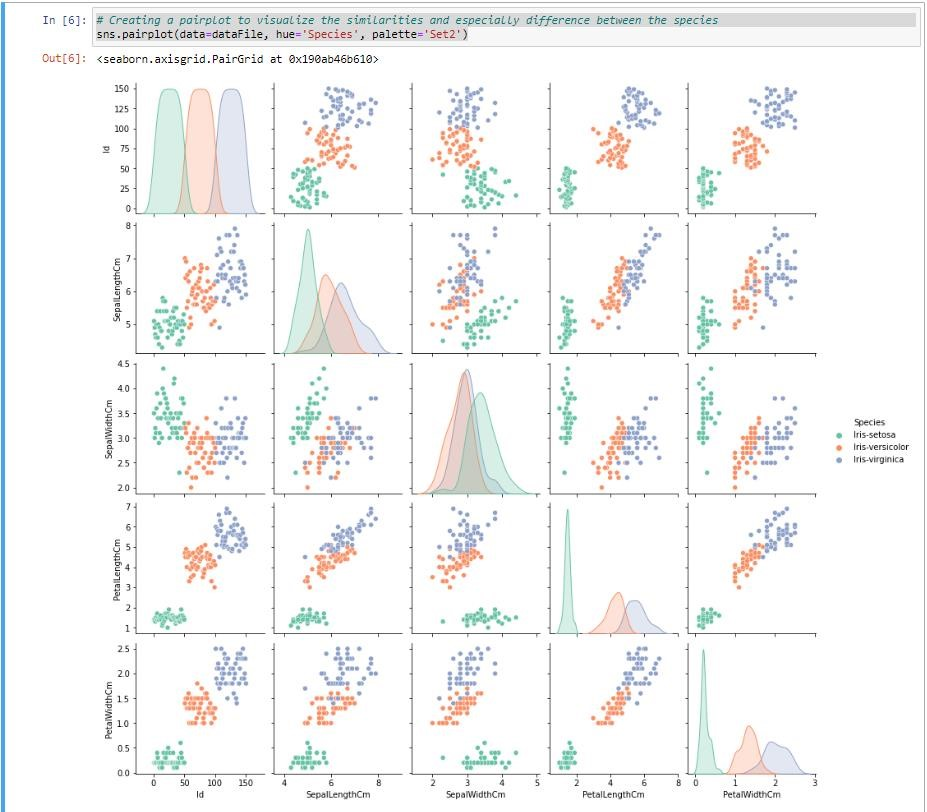 In [6]: # Creating a pairplot to visualize the similarities and especially difference between the species
sns.pairplot(data=dataFile, hue='Species', palette='Set2')
Out[6]: <seaborn.axisgrid.PairGrid at 0x190ab46b610>
150
125
100
75
50
25
0
Id
8
7
6
5
SepalLengthCm
4.5
4.0
3.5
3.0
2.5
2.0
SepalWidthCm
Species
Iris-setosa
Iris-versicolor
Iris-virginica
7
6
5
4
3
2
1
PetalLengthCm
2.5
2.0
1.5
1.0
0.5
0.0
PetalWidthCm
0 50 100 150 4 6 8 2 3 4 5 2 4 6 8 0 1 2 3
Id SepalLengthCm SepalWidthCm PetalLengthCm PetalWidthCm